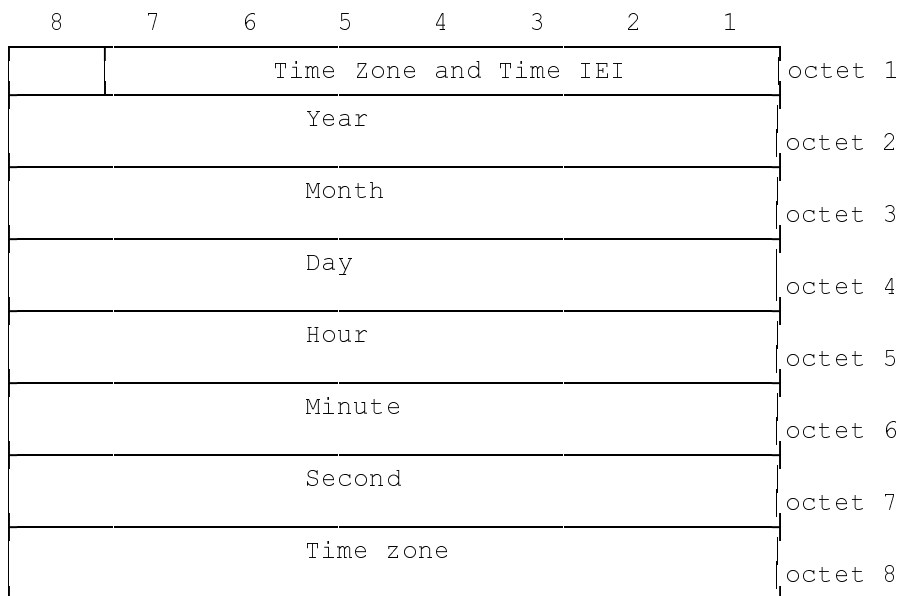 8 7 6 5 4 3 2 1
Time Zone and Time IEI octet 1
Year
octet 2
Month
octet 3
Day
octet 4
Hour
octet 5
Minute
octet 6
Second
octet 7
Time zone
octet 8